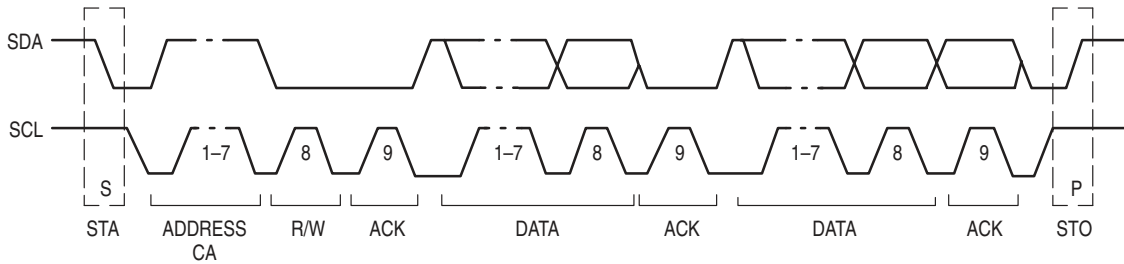 SDA
SCL
1–7 8 9 1–7 8 9 1–7 8 9
S P
STA ADDRESS R/W ACK DATA ACK DATA ACK STO
CA